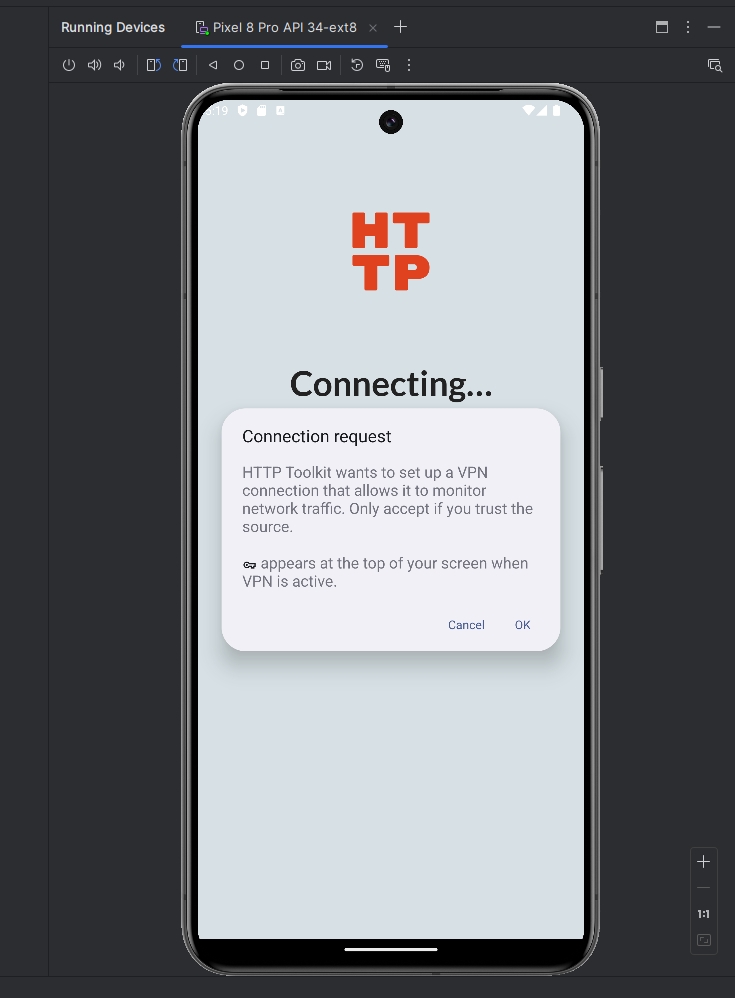 Running Devices
Pixel 8 Pro API 34-ext8
HT
TP
Connecting...
Connection request
HTTP Toolkit wants to set up a VPN
connection that allows it to monitor
network traffic. Only accept if you trust the
source.
appears at the top of your screen when
VPN is active.
Cancel OK
1:1